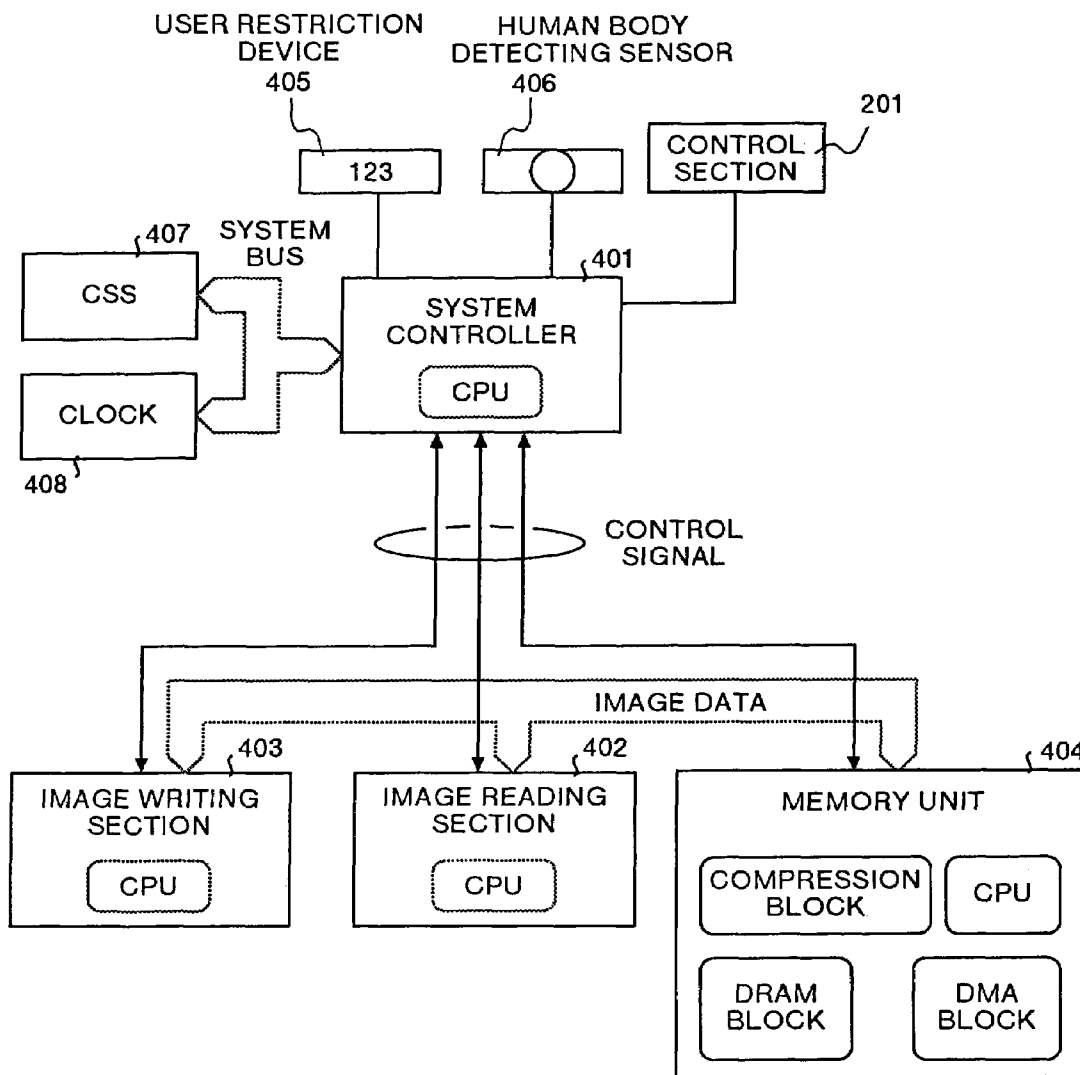 USER RESTRICTION
DEVICE
405
HUMAN BODY
DETECTING SENSOR
406
201
123
CONTROL
SECTION
407
SYSTEM
BUS
401
CSS
SYSTEM
CONTROLLER
CPU
CLOCK
408
CONTROL
SIGNAL
IMAGE DATA
403
402
404
IMAGE WRITING
SECTION
CPU
IMAGE READING
SECTION
CPU
MEMORY UNIT
COMPRESSION
BLOCK
CPU
DRAM
BLOCK
DMA
BLOCK